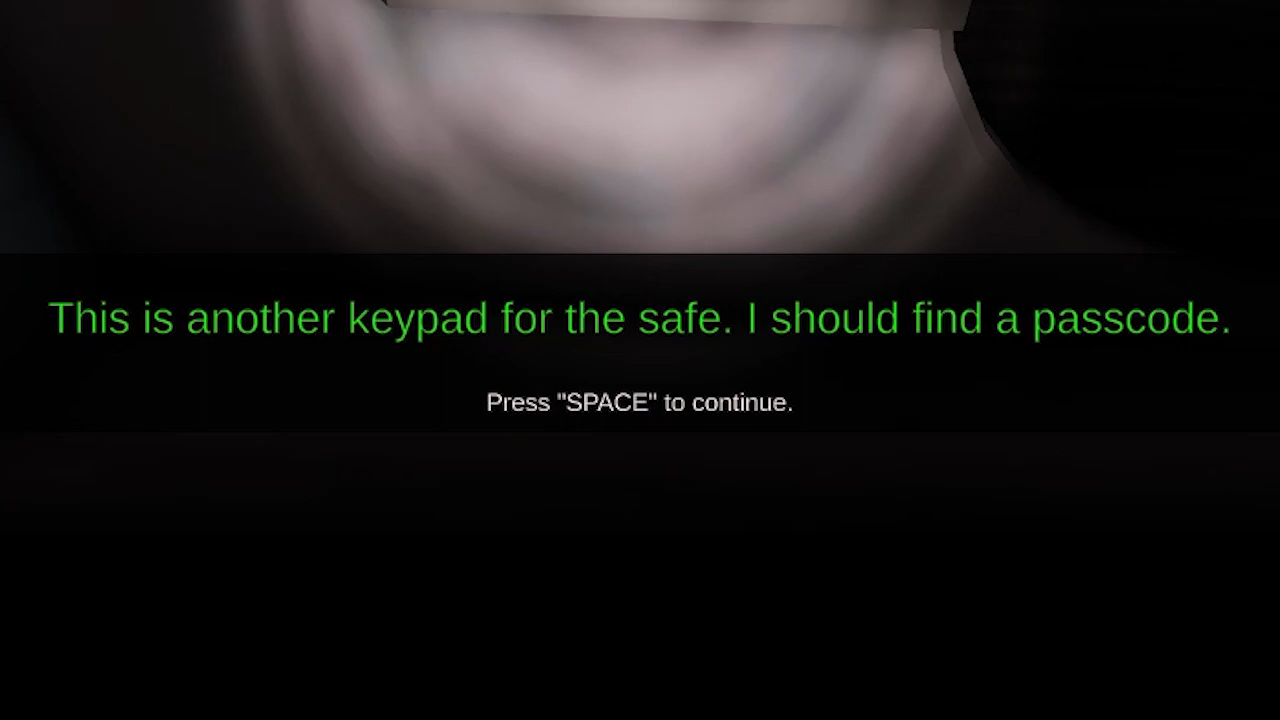 This is another keypad for the safe. I should find a passcode.
Press "SPACE" to continue.